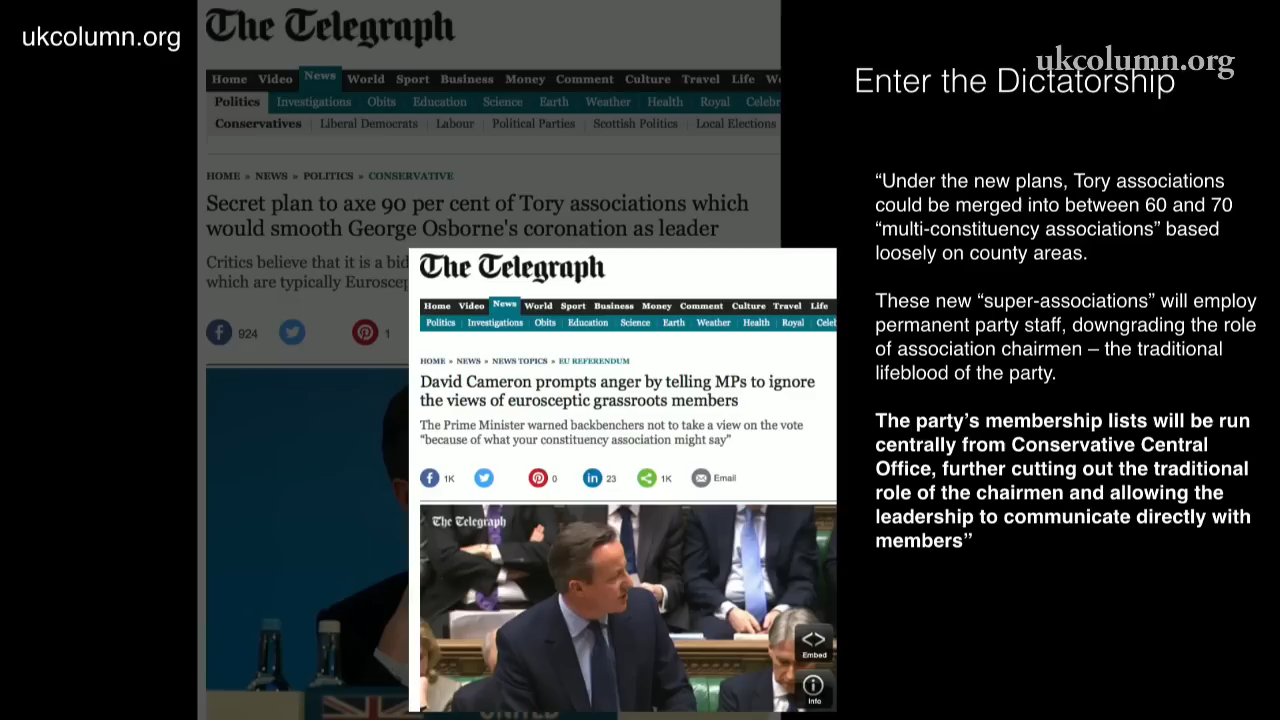 ukcolumn.org
The Telegraph
Home Video News World Sport Business Money Comment Culture Travel Life
Politics Investigations Obits Education Science Earth Weather Health Royal Celebr
Conservatives Liberal Democrats Labour Political Parties Scottish Politics Local Elections
HOME » NEWS » POLITICS » CONSERVATIVE
Secret plan to axe 90 per cent of Tory associations which
would smooth George Osborne's coronation as leader
Critics believe that it is a bid
which are typically
924
1
The Telegraph
Home Video News World Sport Business Money Comment Culture Travel Life
Politics Investigations Obits Education Science Earth Weather Health Royal Celeb
HOME » NEWS » NEWS TOPICS » EU REFERENDUM
David Cameron prompts anger by telling MPs to ignore
the views of eurosceptic grassroots members
The Prime Minister warned backbenchers not to take a view on the vote
“because of what your constituency association might say”
1K 0 in 23 1K Email
The Telegraph
Embed
Info
UNITED
ukcolumn.org
Enter the Dictatorship
“Under the new plans, Tory associations
could be merged into between 60 and 70
“multi-constituency associations” based
loosely on county areas.
These new “super-associations” will employ
permanent party staff, downgrading the role
of association chairmen – the traditional
lifeblood of the party.
The party’s membership lists will be run
centrally from Conservative Central
Office, further cutting out the traditional
role of the chairmen and allowing the
leadership to communicate directly with
members”